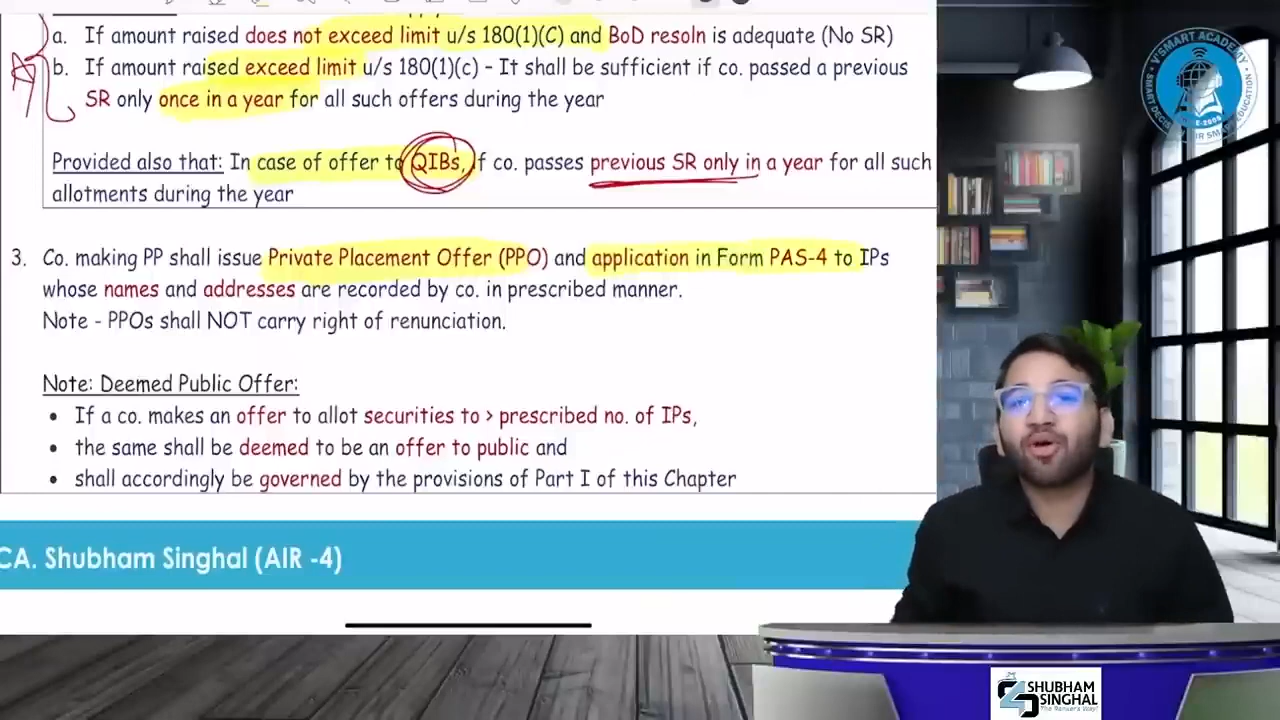 a. If amount raised does not exceed limit u/s 180(1)(C) and BoD resoln is adequate (No SR)
b. If amount raised exceed limit u/s 180(1)(c) – It shall be sufficient if co. passed a previous
SR only once in a year for all such offers during the year
Provided also that: In case of offer to QIBs, if co. passes previous SR only in a year for all such
allotments during the year
3. Co. making PP shall issue Private Placement Offer (PPO) and application in Form PAS-4 to IPs
whose names and addresses are recorded by co. in prescribed manner.
Note - PPOs shall NOT carry right of renunciation.
Note: Deemed Public Offer:
• If a co. makes an offer to allot securities to > prescribed no. of IPs,
• the same shall be deemed to be an offer to public and
• shall accordingly be governed by the provisions of Part I of this Chapter
CA. Shubham Singhal (AIR -4)
VSMART ACADEMY
SHUBHAM
SINGHAL